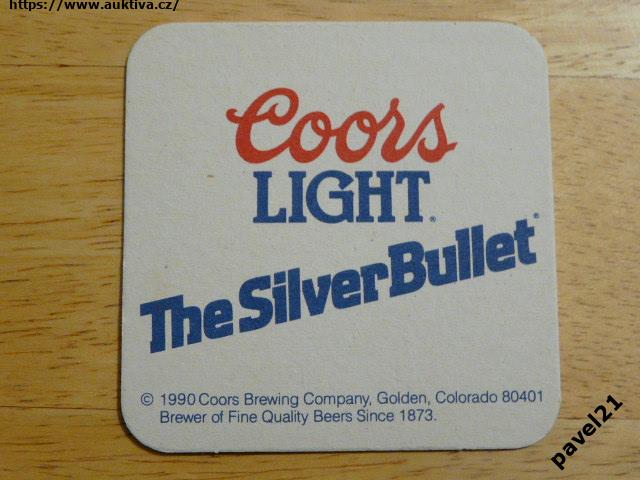 https://www.auktiva.cz/
Coors
LIGHT®
The Silver Bullet®
© 1990 Coors Brewing Company, Golden, Colorado 80401
Brewer of Fine Quality Beers Since 1873.
pavel21